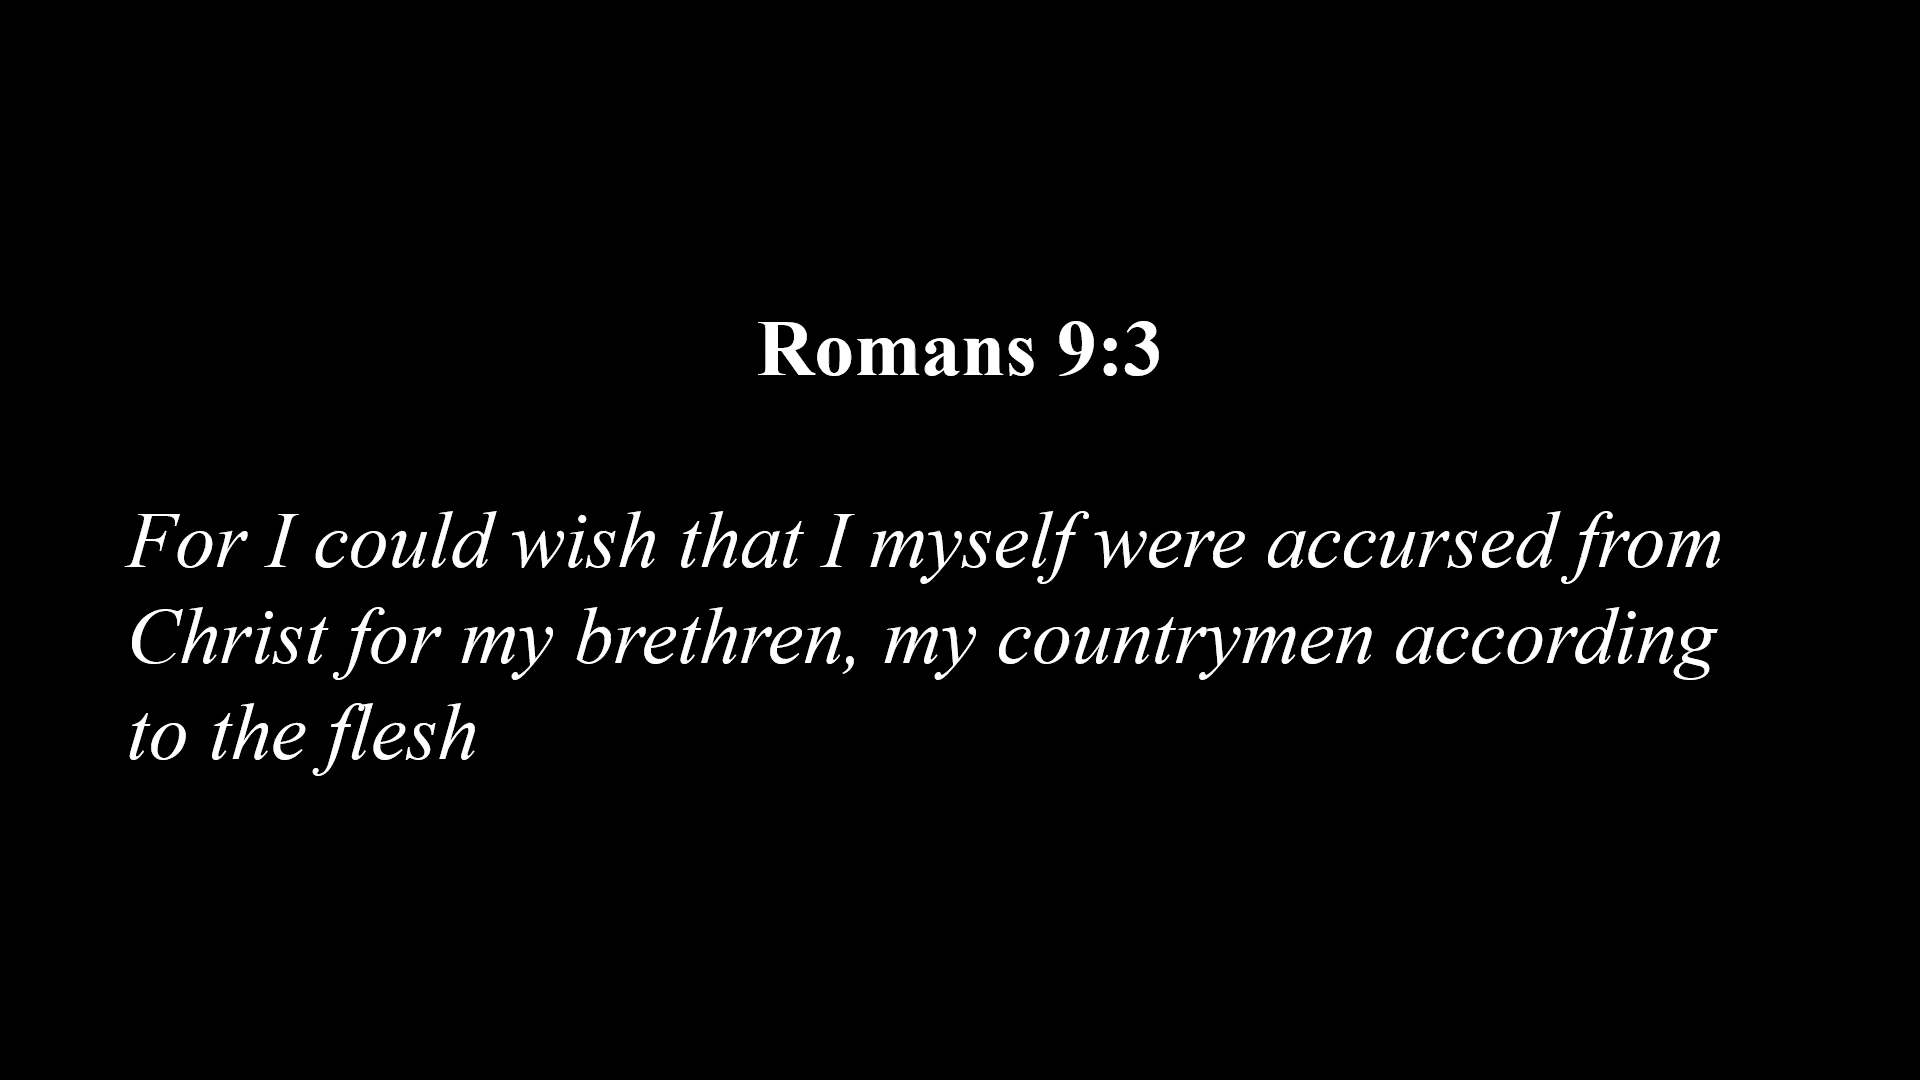 Romans 9:3
For I could wish that I myself were accursed from
Christ for my brethren, my countrymen according
to the flesh